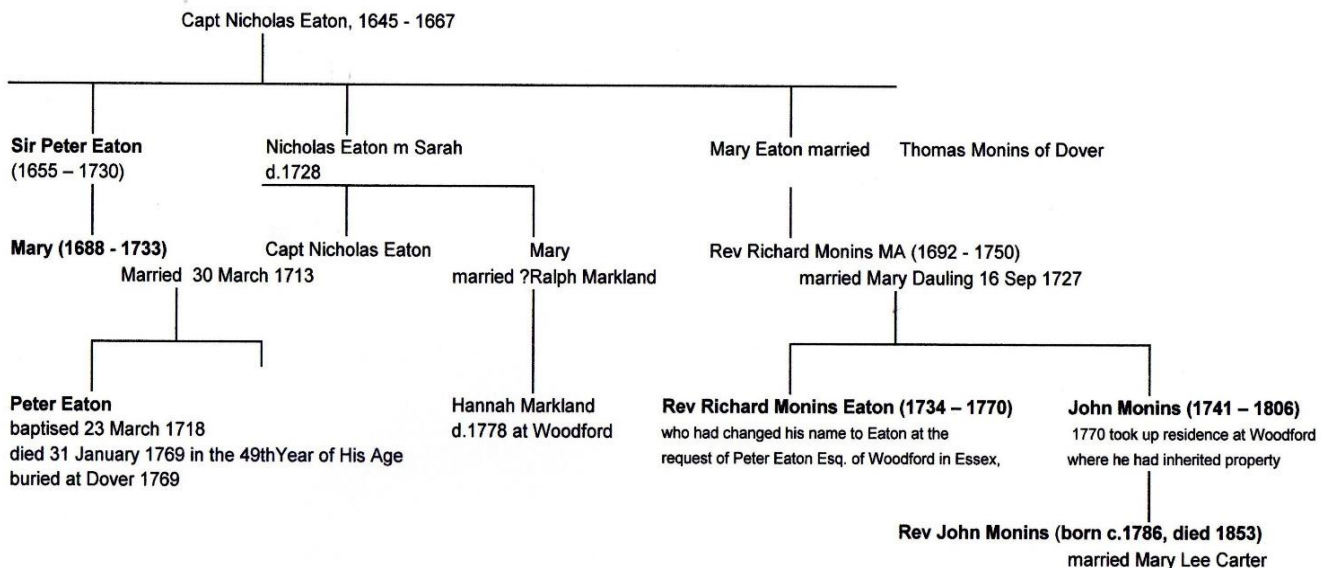 Capt Nicholas Eaton, 1645 - 1667
Sir Peter Eaton
(1655 – 1730)
Nicholas Eaton m Sarah
d.1728
Mary Eaton married
Thomas Monins of Dover
Mary (1688 - 1733)
Married 30 March 1713
Capt Nicholas Eaton
Mary
married ?Ralph Markland
Rev Richard Monins MA (1692 - 1750)
married Mary Dauling 16 Sep 1727
Peter Eaton
baptised 23 March 1718
died 31 January 1769 in the 49thYear of His Age
buried at Dover 1769
Hannah Markland
d.1778 at Woodford
Rev Richard Monins Eaton (1734 – 1770)
who had changed his name to Eaton at the
request of Peter Eaton Esq. of Woodford in Essex,
John Monins (1741 – 1806)
1770 took up residence at Woodford
where he had inherited property
Rev John Monins (born c.1786, died 1853)
married Mary Lee Carter